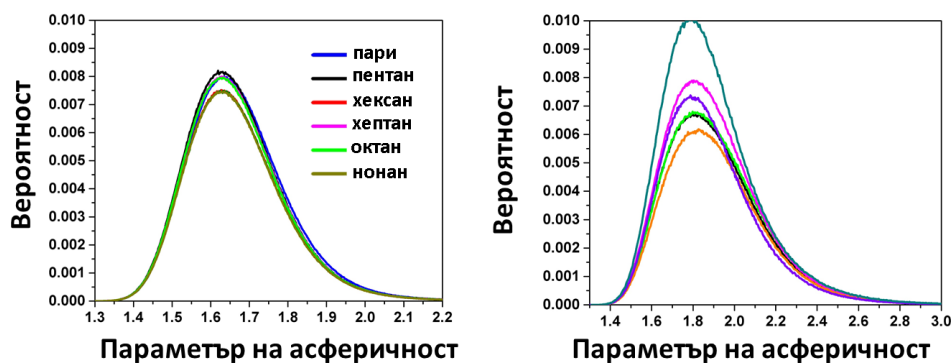 Вероятност
0.010
0.009
0.008
0.007
0.006
0.005
0.004
0.003
0.002
0.001
0.000
1.3 1.4 1.5 1.6 1.7 1.8 1.9 2.0 2.1 2.2
Параметър на асферичност
пари
пентан
хексан
хептан
октан
нонан
Вероятност
0.010
0.009
0.008
0.007
0.006
0.005
0.004
0.003
0.002
0.001
0.000
1.4 1.6 1.8 2.0 2.2 2.4 2.6 2.8 3.0
Параметър на асферичност